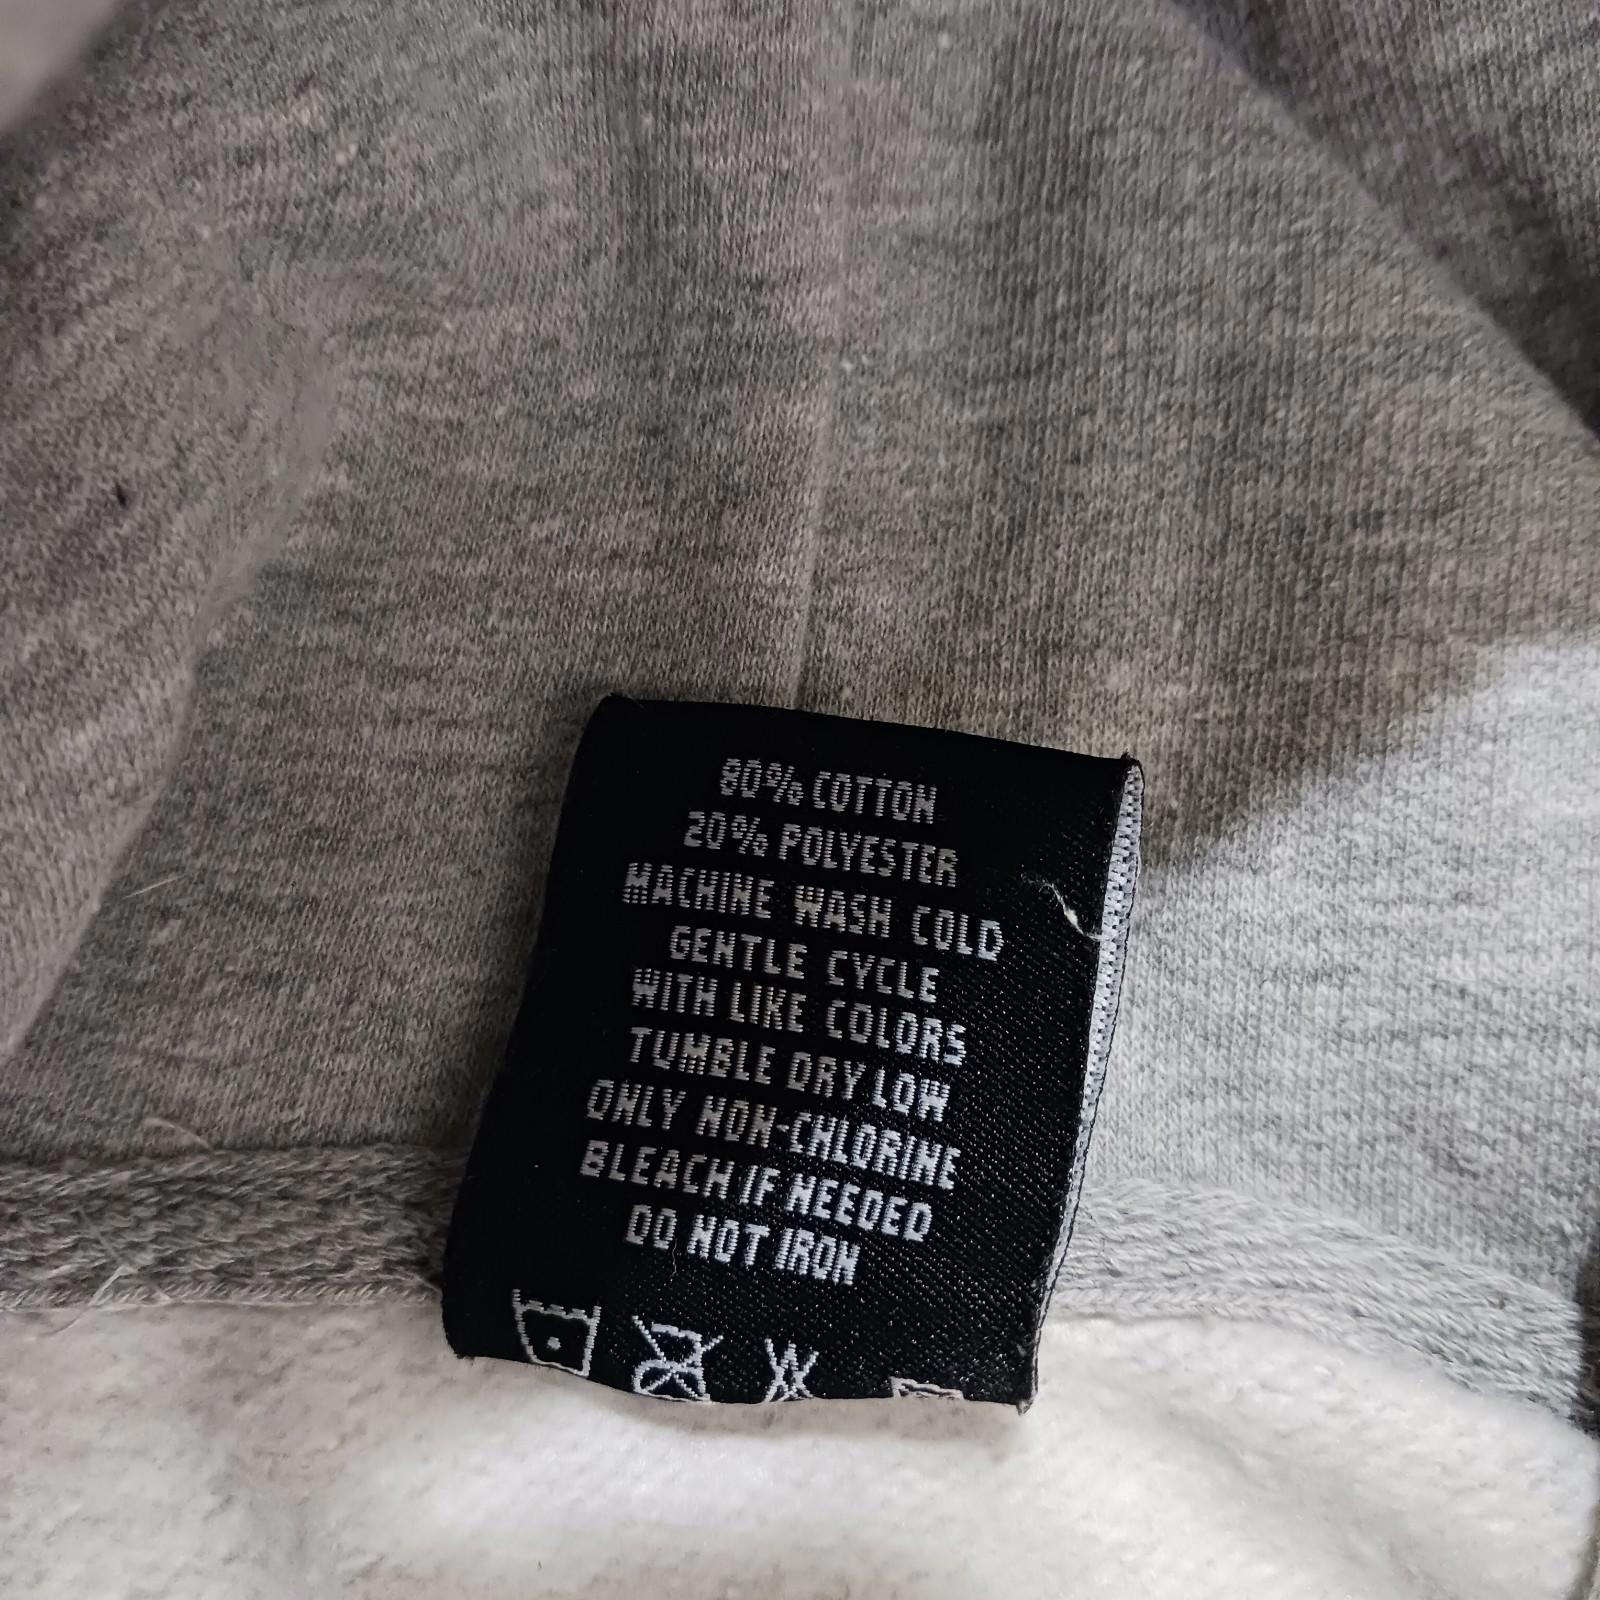 80% COTTON
20% POLYESTER
MACHINE WASH COLD
GENTLE CYCLE
WITH LIKE COLORS
TUMBLE DRY LOW
ONLY NON-CHLORINE
BLEACH IF NEEDED
DO NOT IRON